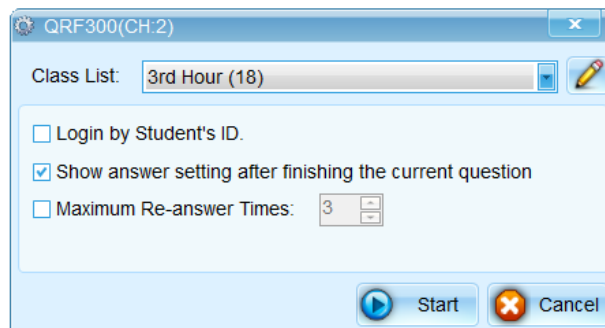 QRF300(CH:2)
Class List: 3rd Hour (18)
Login by Student's ID.
Show answer setting after finishing the current question
Maximum Re-answer Times: 3
Start Cancel